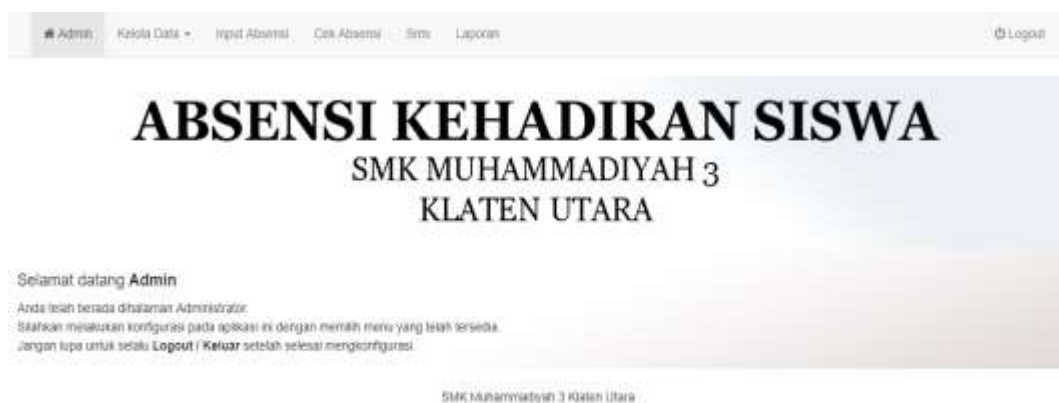 Admin Kelola Data Input Absensi Cek Absensi Sms Laporan Logout
ABSENSI KEHADIRAN SISWA
SMK MUHAMMADIYAH 3
KLATEN UTARA
Selamat datang Admin
Anda telah berada dihalaman Administrator.
Silahkan melakukan konfigurasi pada aplikasi ini dengan memilih menu yang telah tersedia.
Jangan lupa untuk selalu Logout / Keluar setelah selesai mengkonfigurasi.
SMK Muhammadiyah 3 Klaten Utara